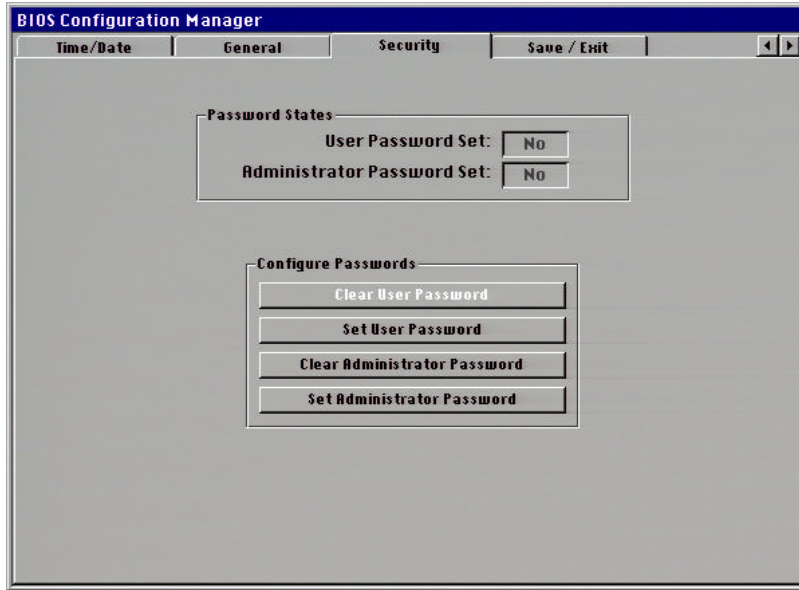 BIOS Configuration Manager
Time/Date General Security Save / Exit
Password States
User Password Set: No
Administrator Password Set: No
Configure Passwords
Clear User Password
Set User Password
Clear Administrator Password
Set Administrator Password